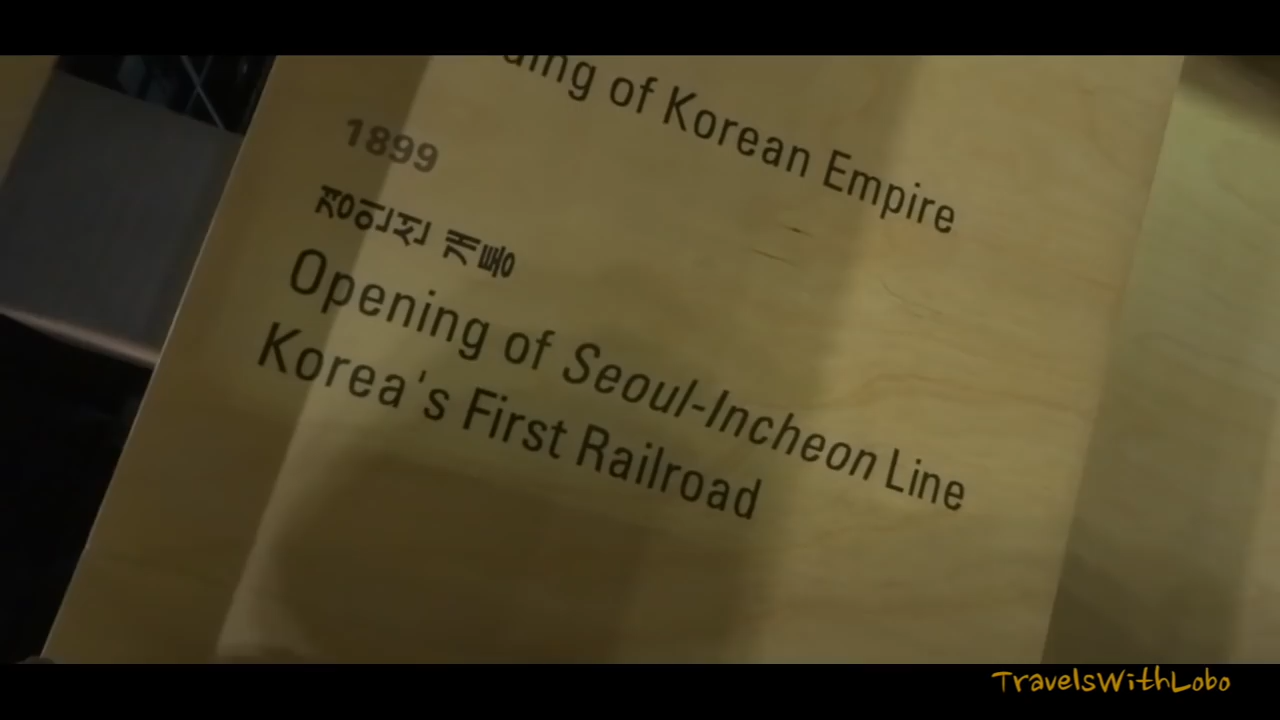 of Korean Empire
1899
경인선 개통
Opening of Seoul-Incheon Line
Korea's First Railroad
TravelsWithLobo